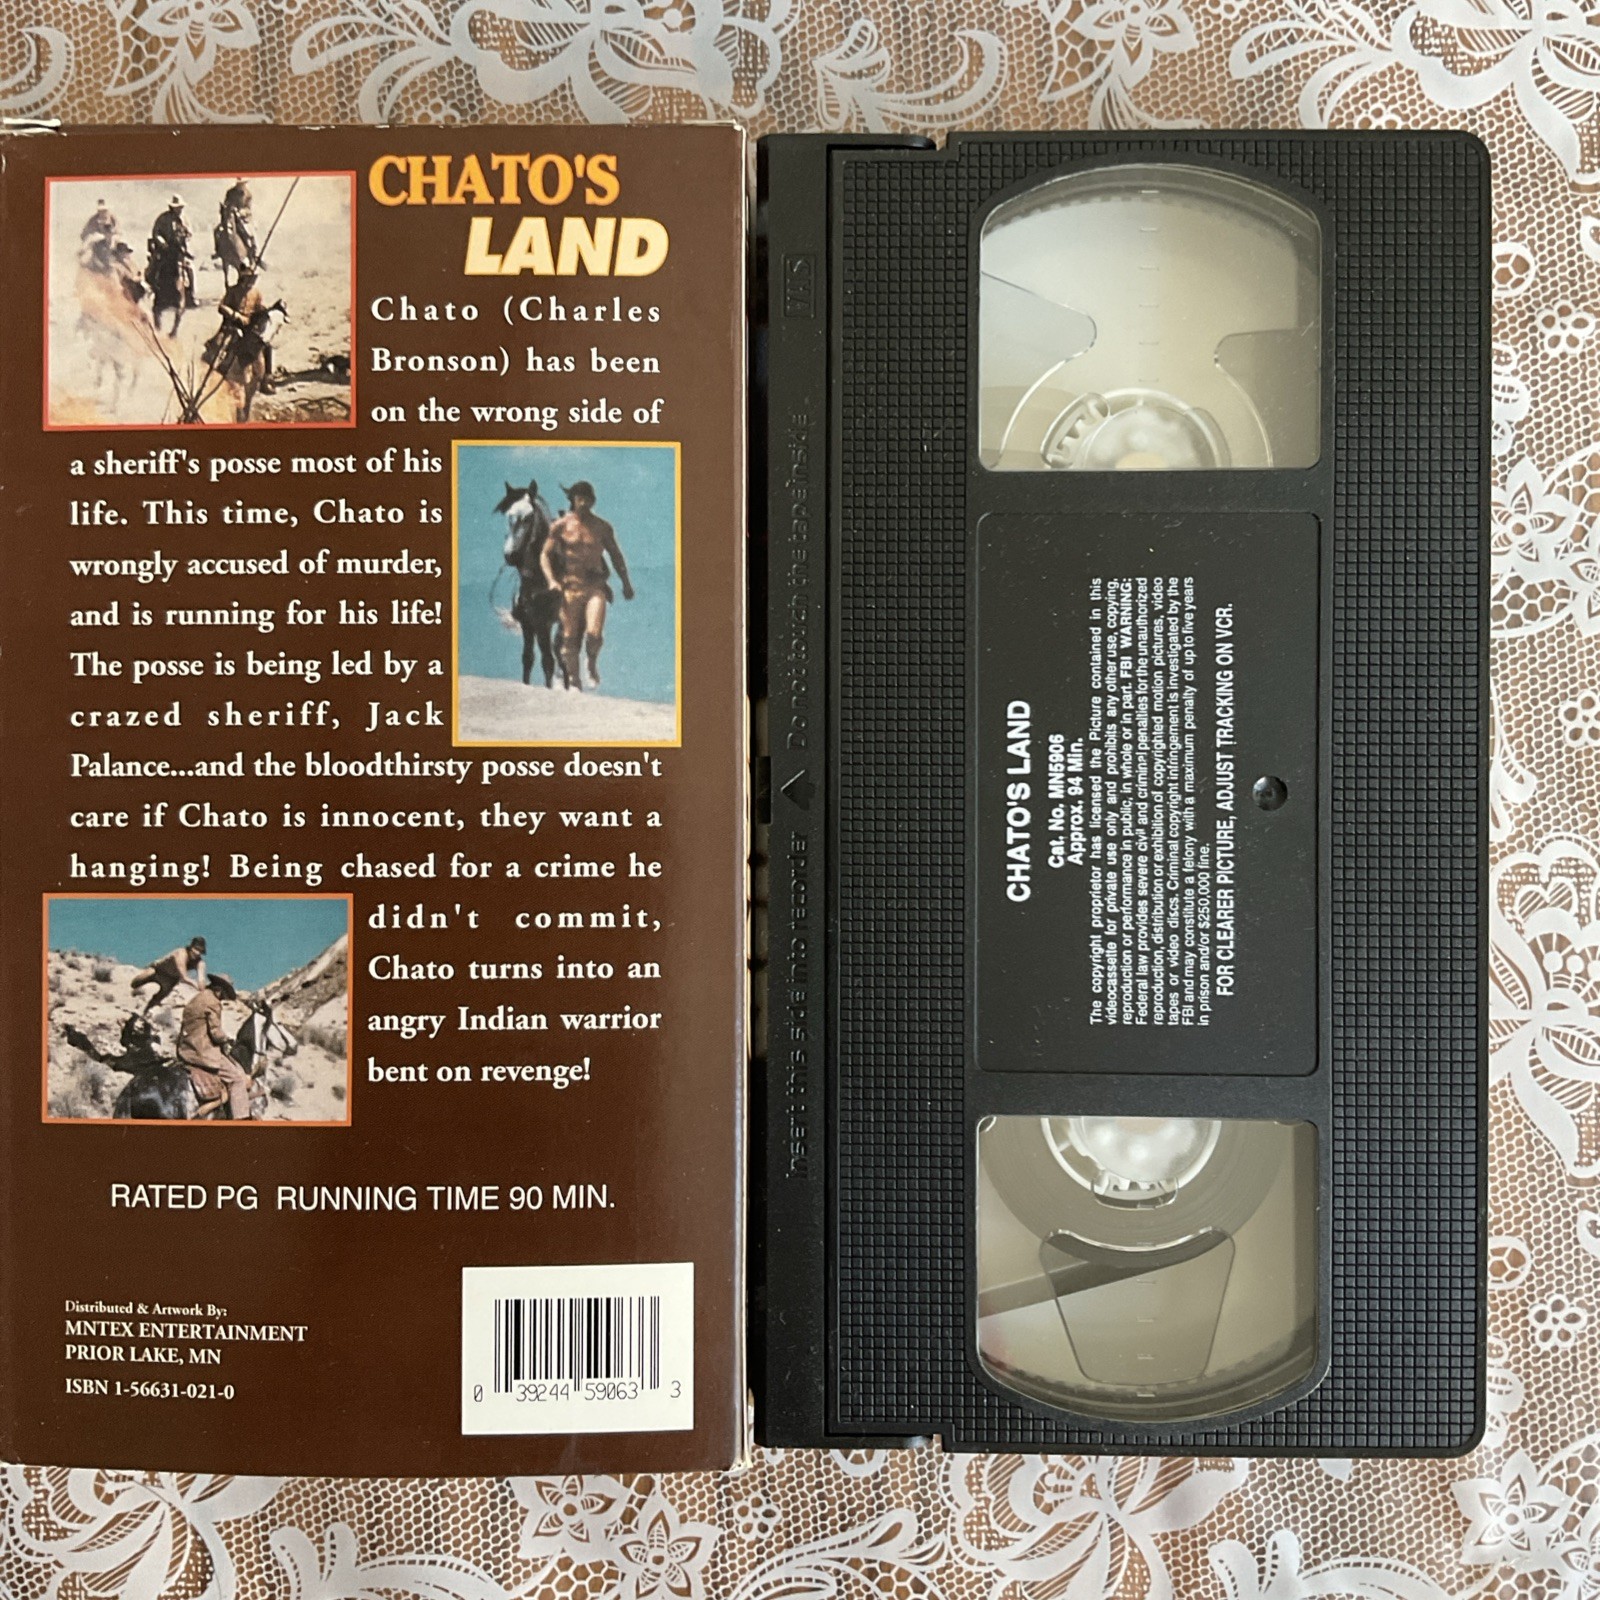 CHATO'S
LAND
Chato (Charles
Bronson) has been
on the wrong side of
a sheriff's posse most of his
life. This time, Chato is
wrongly accused of murder,
and is running for his life!
The posse is being led by a
crazed sheriff, Jack
Palance...and the bloodthirsty posse doesn't
care if Chato is innocent, they want a
hanging! Being chased for a crime he
didn't commit,
Chato turns into an
angry Indian warrior
bent on revenge!
RATED PG RUNNING TIME 90 MIN.
Distributed & Artwork By:
MNTEX ENTERTAINMENT
PRIOR LAKE, MN
ISBN 1-56631-021-0
0 39244 59063 3
VHS
Insert this side into recorder ▲ Do not touch the tape inside
CHATO'S LAND
Cat. No. MN5906
Approx. 94 Min.
The copyright proprietor has licensed the Picture contained in this
videocassette for private use only and prohibits any other use, copying,
reproduction or performance in public, in whole or in part. FBI WARNING:
Federal law provides severe civil and criminal penalties for the unauthorized
reproduction, distribution or exhibition of copyrighted motion pictures, video
tapes or video discs. Criminal copyright infringement is investigated by the
FBI and may constitute a felony with a maximum penalty of up to five years
in prison and/or $250,000 fine.
FOR CLEARER PICTURE, ADJUST TRACKING ON VCR.